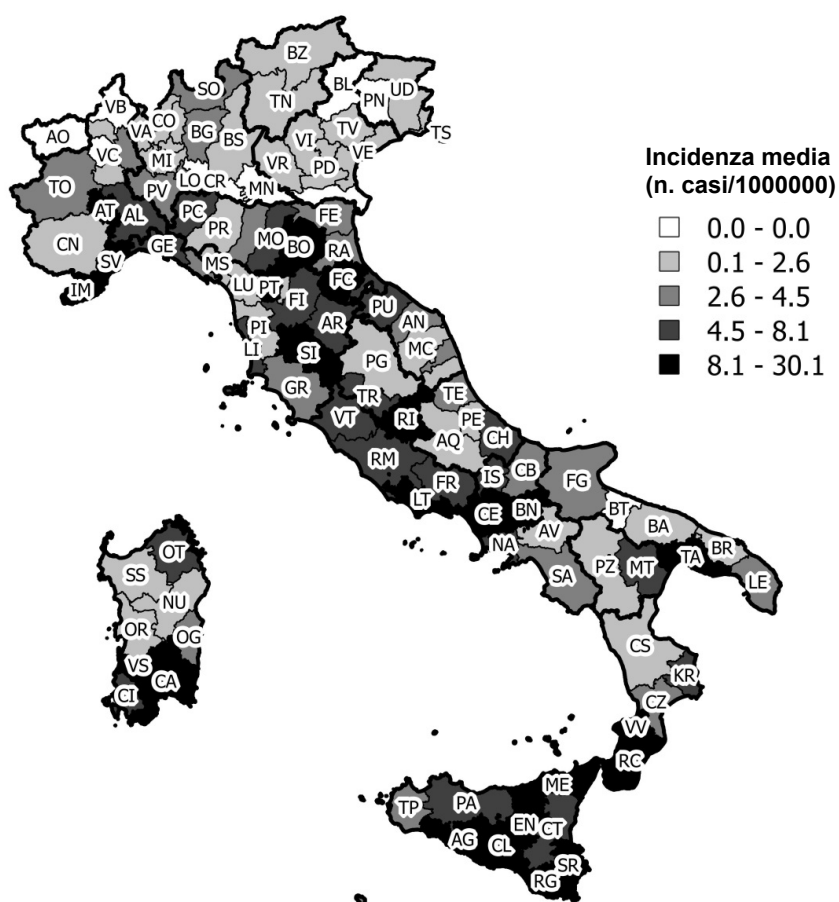 BZ
SO
BL
UD
VB
TN
PN
CO
VA
BG
AO
BS
TV
TS
VI
VC
MI
VE
VR
PD
TO
LO
CR
MN
PV
AT
AL
PC
FE
PR
CN
MO
BO
RA
GE
SV
MS
FC
LU
PT
IM
FI
PU
AN
PI
AR
MC
LI
SI
PG
GR
TR
TE
VT
RI
PE
AQ
CH
RM
IS
CB
FG
FR
LT
CE
BN
BT
BA
AV
NA
BR
TA
PZ
MT
SA
LE
OT
SS
NU
OR
OG
CS
VS
CA
CI
KR
CZ
VV
RC
ME
TP
PA
EN
CT
AG
CL
SR
RG
Incidenza media
(n. casi/1000000)
0.0 - 0.0
0.1 - 2.6
2.6 - 4.5
4.5 - 8.1
8.1 - 30.1